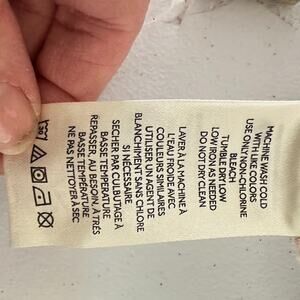 MACHINE WASH COLD
WITH LIKE COLORS
USE ONLY NON-CHLORINE
BLEACH
TUMBLE DRY LOW
LOW IRON AS NEEDED
DO NOT DRY CLEAN
LAVER À LA MACHINE À
L'EAU FROIDE AVEC
COULEURS SIMILAIRES
UTILISER UN AGENT DE
BLANCHIMENT SANS CHLORE
SI NÉCESSAIRE
SÉCHER PAR CULBUTAGE À
BASSE TEMPÉRATURE
REPASSER, AU BESOIN, À TRÈS
BASSE TEMPÉRATURE
NE PAS NETTOYER À SEC